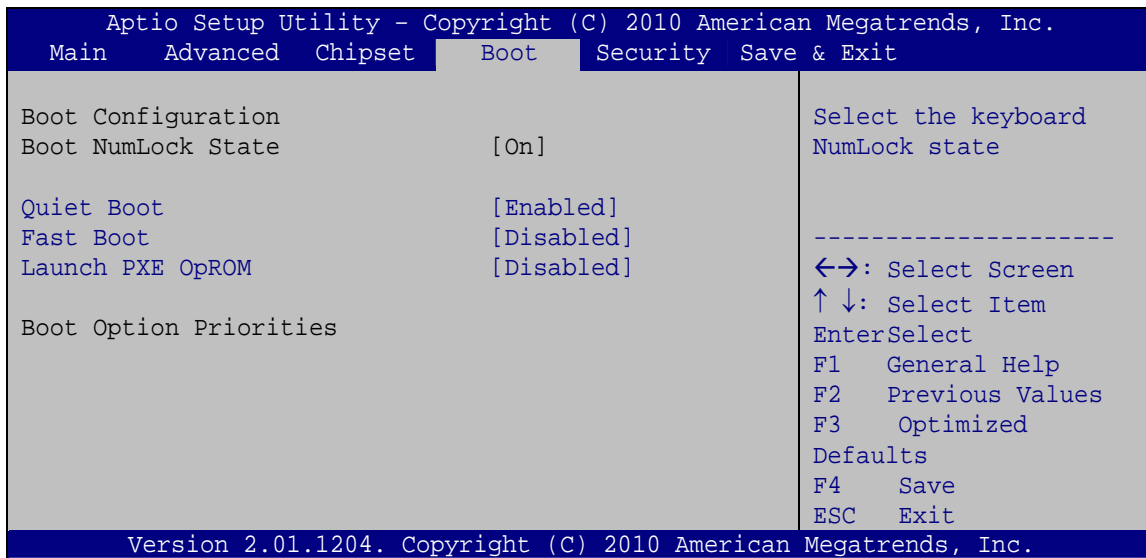 Aptio Setup Utility – Copyright (C) 2010 American Megatrends, Inc.
Main Advanced Chipset Boot Security Save & Exit
Boot Configuration
Boot NumLock State [On]
Quiet Boot [Enabled]
Fast Boot [Disabled]
Launch PXE OpROM [Disabled]
Boot Option Priorities
Select the keyboard
NumLock state
----------------------
←→: Select Screen
↑ ↓: Select Item
EnterSelect
F1 General Help
F2 Previous Values
F3 Optimized
Defaults
F4 Save
ESC Exit
Version 2.01.1204. Copyright (C) 2010 American Megatrends, Inc.